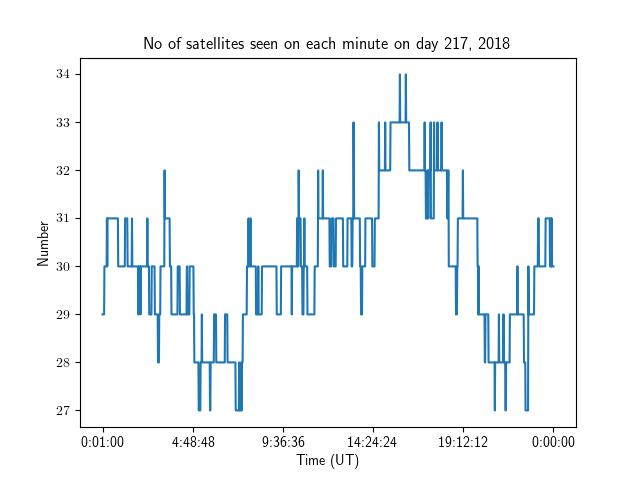 No of satellites seen on each minute on day 217, 2018
34
33
32
31
30
29
28
27
Number
0:01:00 4:48:48 9:36:36 14:24:24 19:12:12 0:00:00
Time (UT)